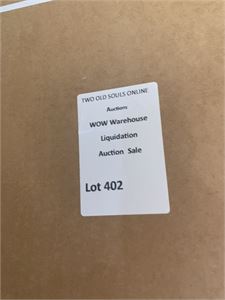 TWO OLD SOULS ONLINE
Auctions
WOW Warehouse
Liquidation
Auction Sale
Lot 402